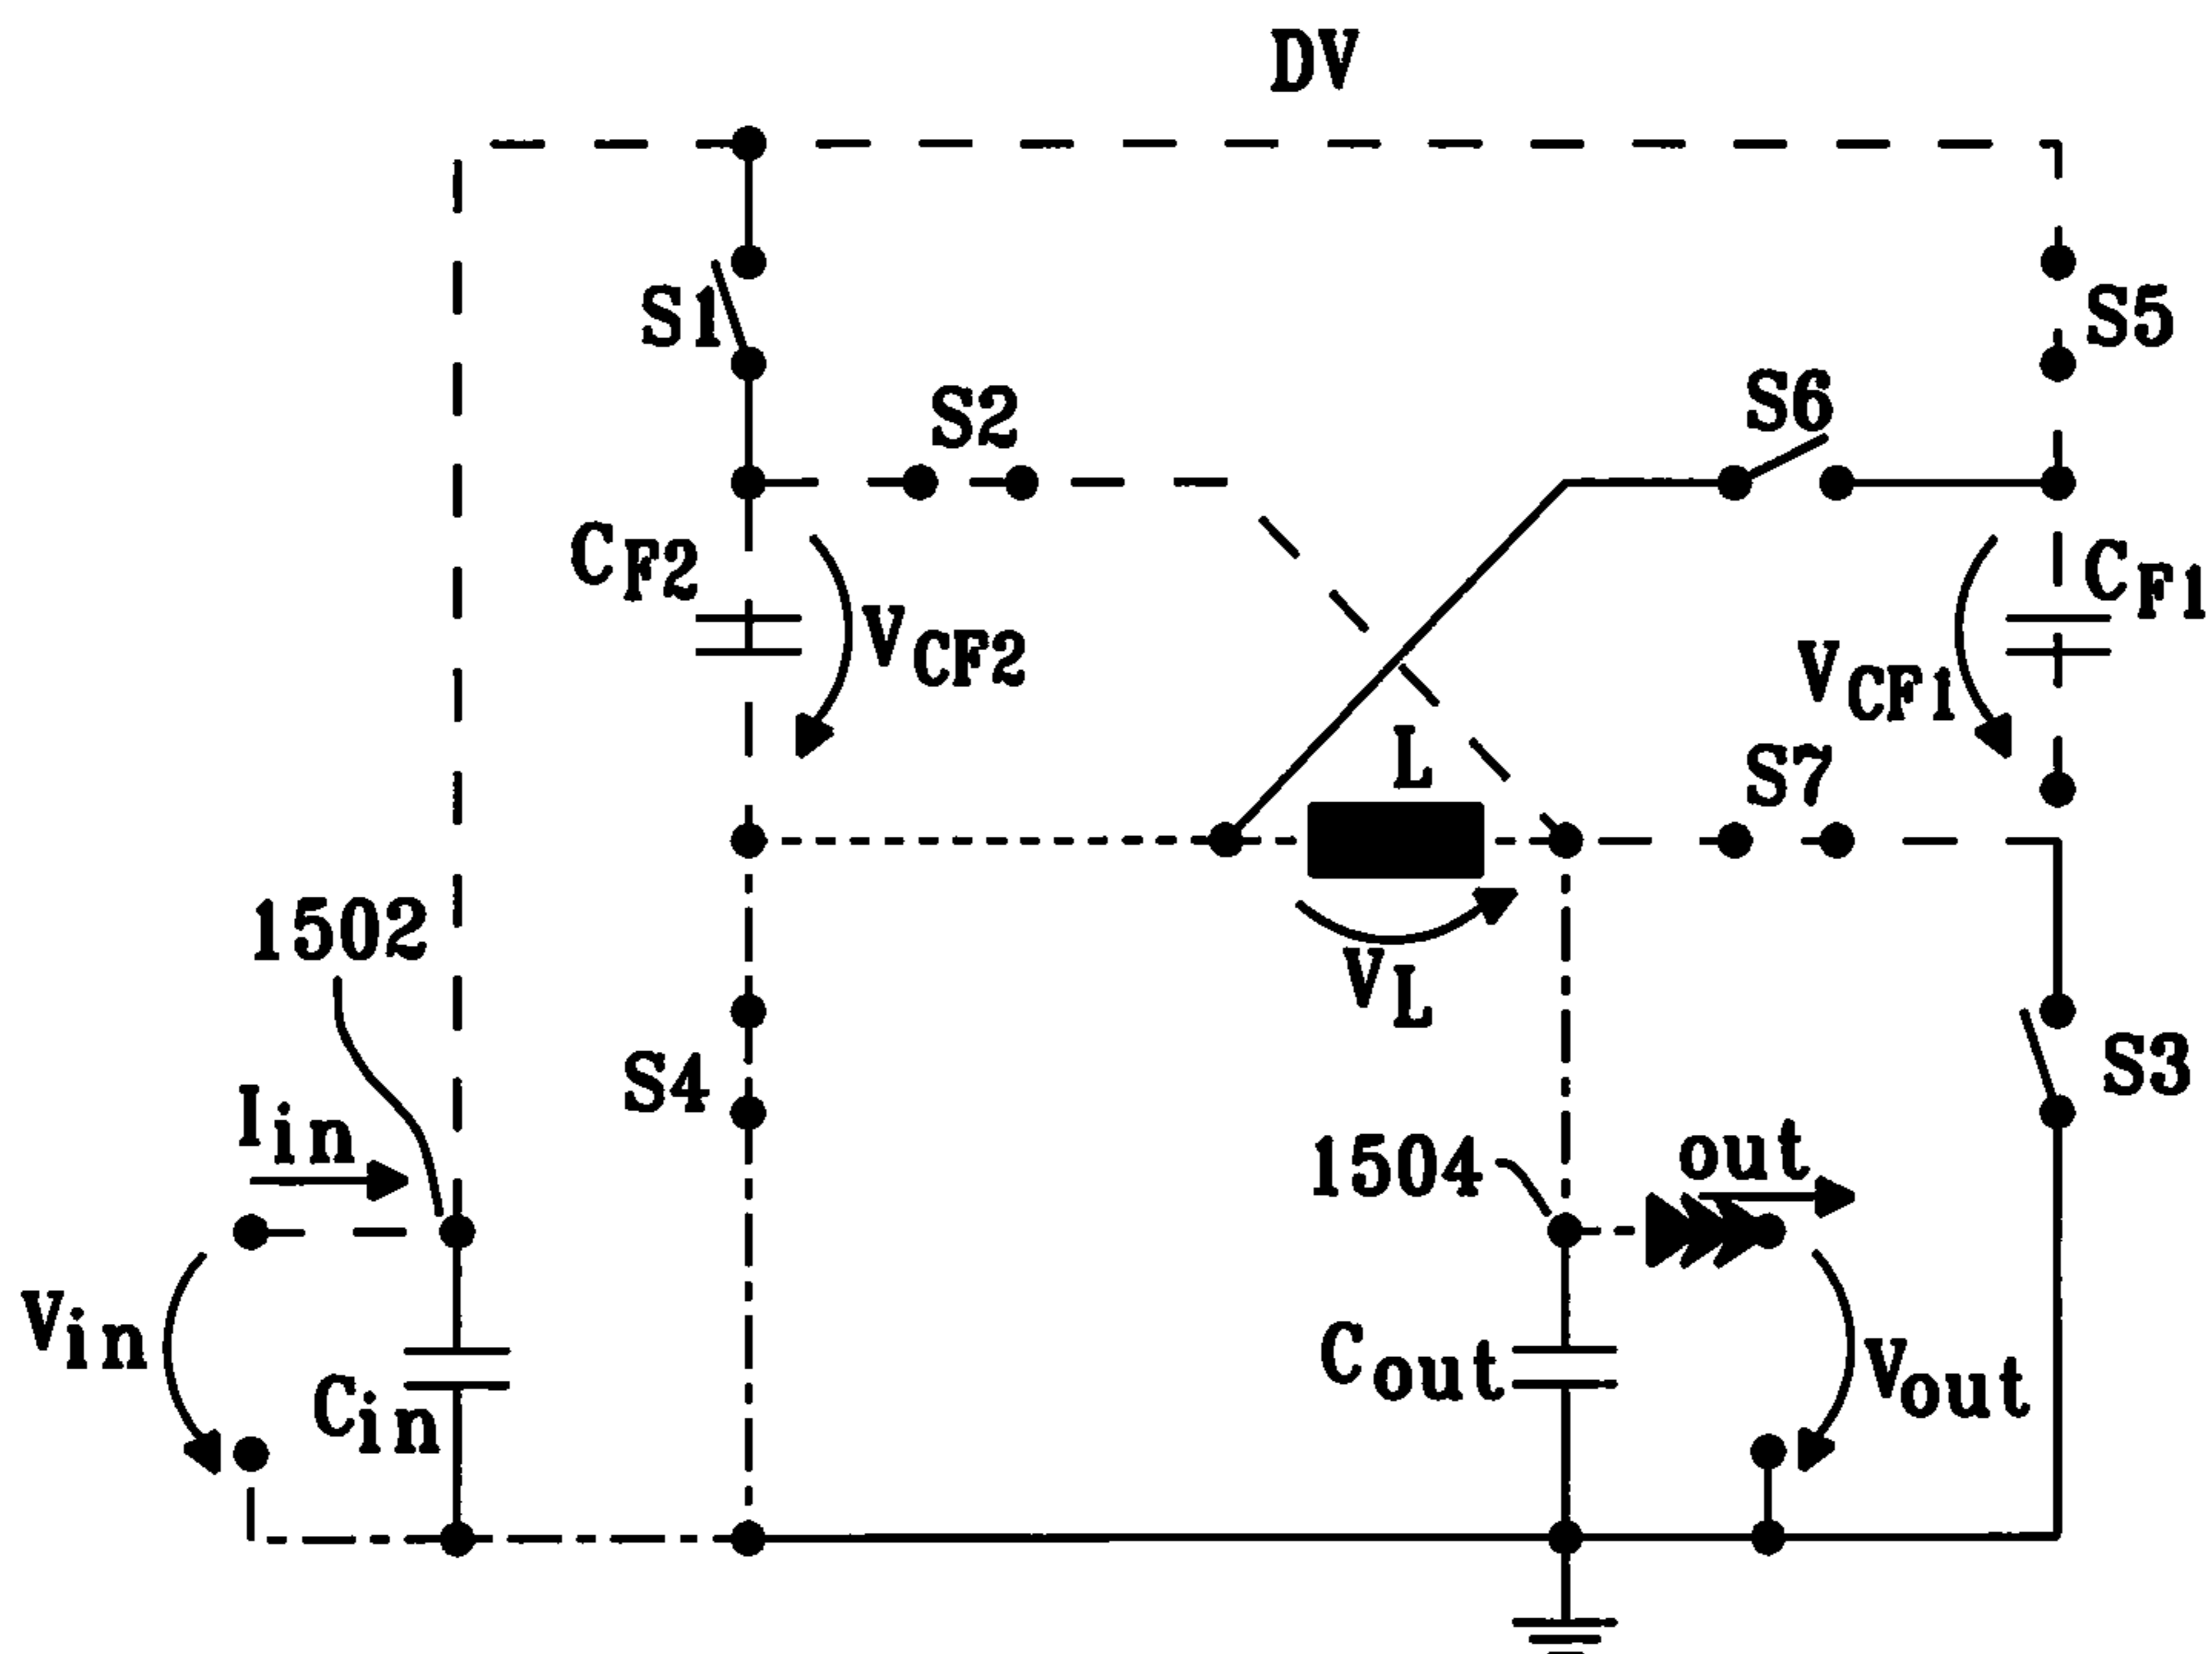 DV
S1
S5
S2
S6
CF2
VCF2
CF1
VCF1
L
S7
VL
1502
S4
S3
Iin
1504
out
Vin
Cin
Cout
Vout